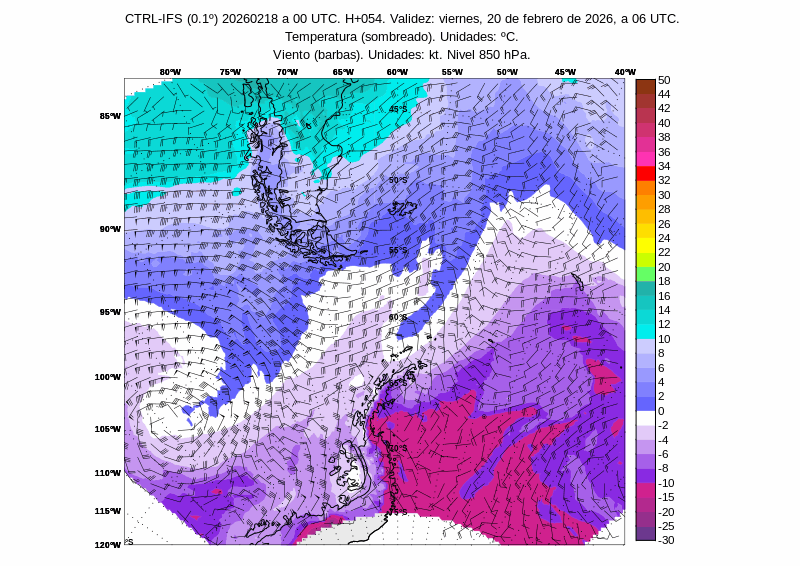 CTRL-IFS (0.1º) 20260218 a 00 UTC. H+054. Validez: viernes, 20 de febrero de 2026, a 06 UTC.
Temperatura (sombreado). Unidades: ºC.
Viento (barbas). Unidades: kt. Nivel 850 hPa.
80°W 75°W 70°W 65°W 60°W 55°W 50°W 45°W 40°W
85°W
90°W
95°W
100°W
105°W
110°W
115°W
120°W
45°S
50°S
55°S
60°S
65°S
70°S
75°S
°S
50
44
42
40
38
36
34
32
30
28
26
24
22
20
18
16
14
12
10
8
6
4
2
0
-2
-4
-6
-8
-10
-15
-20
-25
-30